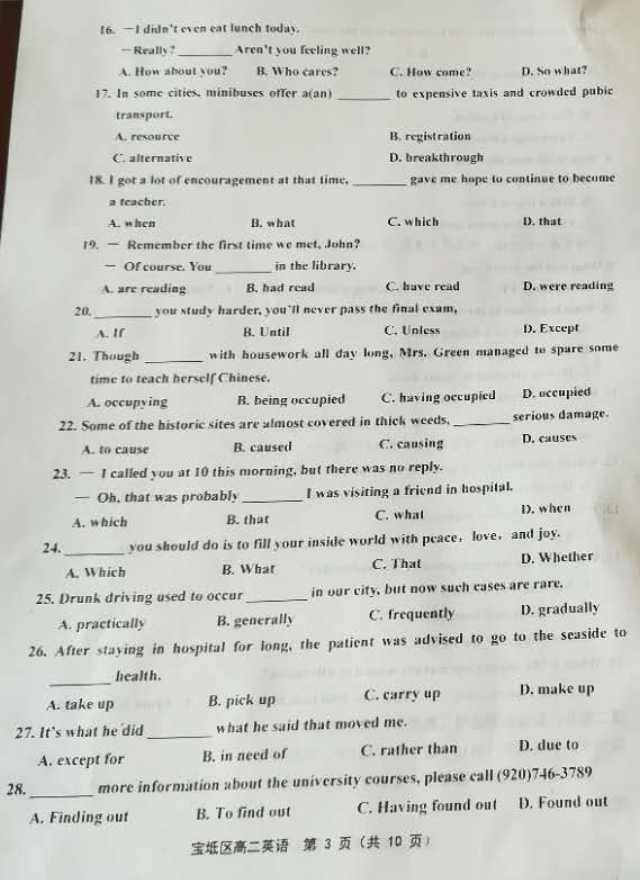 16. —I didn't even eat lunch today.
—Really? ________ Aren't you feeling well?
A. How about you? B. Who cares? C. How come? D. So what?
17. In some cities, minibuses offer a(an) ________ to expensive taxis and crowded pubic
transport.
A. resource B. registration
C. alternative D. breakthrough
18. I got a lot of encouragement at that time, ________ gave me hope to continue to become
a teacher.
A. when B. what C. which D. that
19. — Remember the first time we met, John?
— Of course. You ________ in the library.
A. are reading B. had read C. have read D. were reading
20. ________ you study harder, you'll never pass the final exam,
A. If B. Until C. Unless D. Except
21. Though ________ with housework all day long, Mrs. Green managed to spare some
time to teach herself Chinese.
A. occupying B. being occupied C. having occupied D. occupied
22. Some of the historic sites are almost covered in thick weeds, ________ serious damage.
A. to cause B. caused C. causing D. causes
23. — I called you at 10 this morning, but there was no reply.
— Oh, that was probably ________ I was visiting a friend in hospital.
A. which B. that C. what D. when
24. ________ you should do is to fill your inside world with peace, love, and joy.
A. Which B. What C. That D. Whether
25. Drunk driving used to occur ________ in our city, but now such cases are rare.
A. practically B. generally C. frequently D. gradually
26. After staying in hospital for long, the patient was advised to go to the seaside to
________ health.
A. take up B. pick up C. carry up D. make up
27. It's what he did ________ what he said that moved me.
A. except for B. in need of C. rather than D. due to
28. ________ more information about the university courses, please call (920)746-3789
A. Finding out B. To find out C. Having found out D. Found out
宝坻区高二英语 第 3 页（共 10 页）